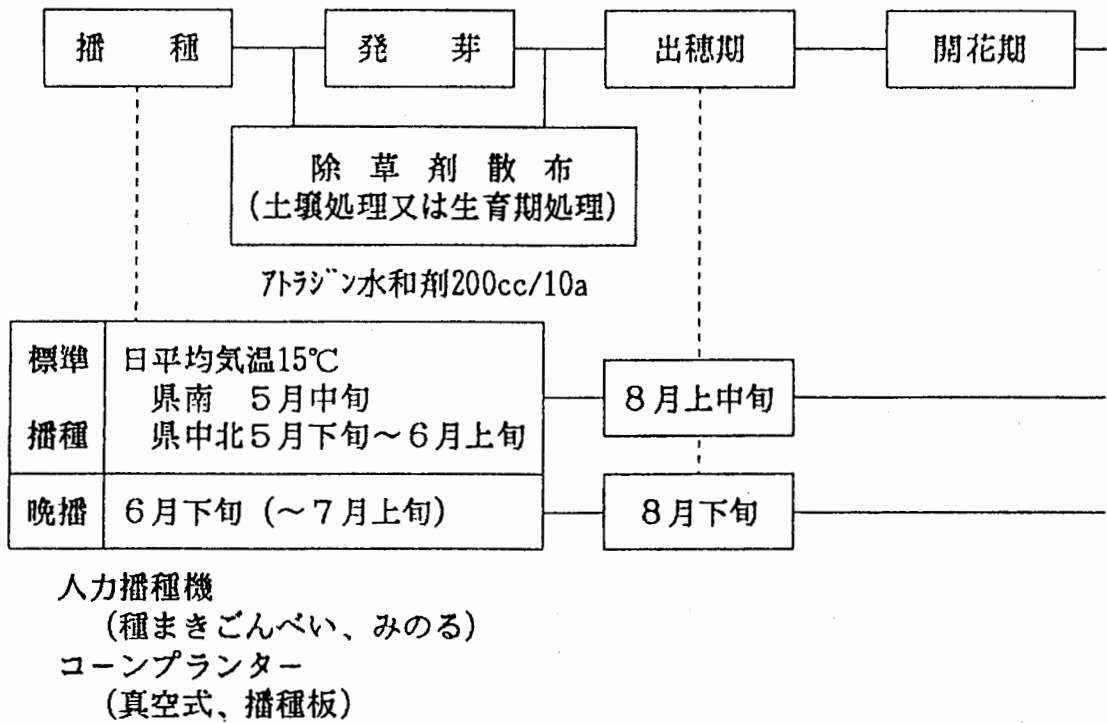 播種 発芽 出穂期 開花期
除草剤散布
(土壌処理又は生育期処理)
ｱﾄﾗｼﾞﾝ水和剤200cc/10a
標準 日平均気温15℃
県南 5月中旬 8月上中旬
播種 県中北5月下旬～6月上旬
晩播 6月下旬（～7月上旬） 8月下旬
人力播種機
(種まきごんべい、みのる)
コーンプランター
(真空式、播種板)